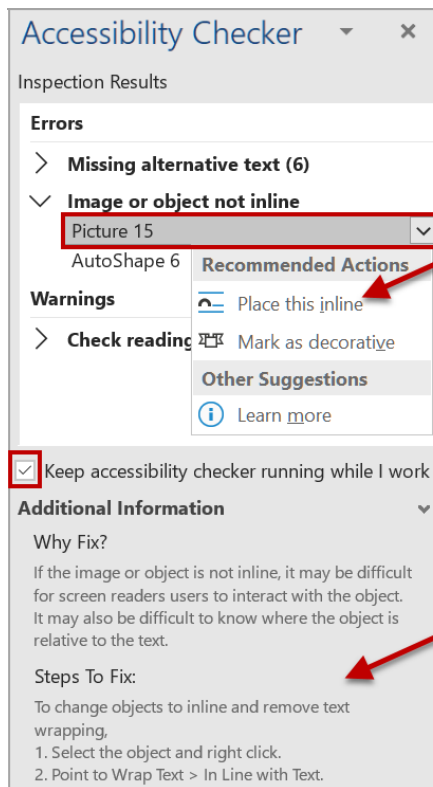 Accessibility Checker
Inspection Results
Errors
Missing alternative text (6)
Image or object not inline
Picture 15
AutoShape 6
Recommended Actions
Warnings
Place this inline
Check reading
Mark as decorative
Other Suggestions
Learn more
Keep accessibility checker running while I work
Additional Information
Why Fix?
If the image or object is not inline, it may be difficult
for screen readers users to interact with the object.
It may also be difficult to know where the object is
relative to the text.
Steps To Fix:
To change objects to inline and remove text
wrapping,
1. Select the object and right click.
2. Point to Wrap Text > In Line with Text.